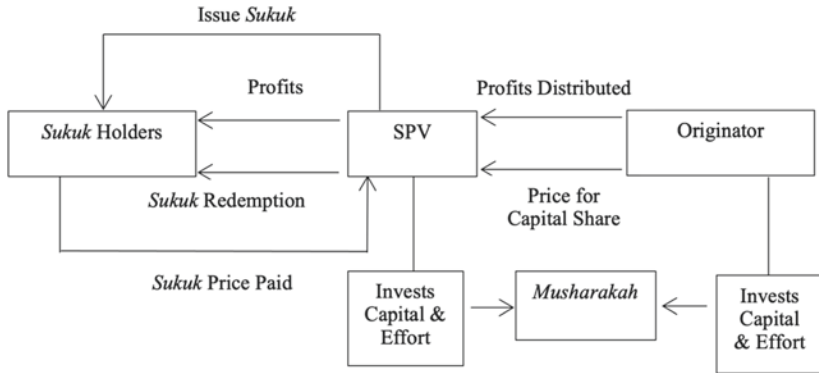 Issue Sukuk
Profits
Profits Distributed
Sukuk Holders
SPV
Originator
Sukuk Redemption
Price for
Capital Share
Sukuk Price Paid
Invests
Capital &
Effort
Musharakah
Invests
Capital
& Effort